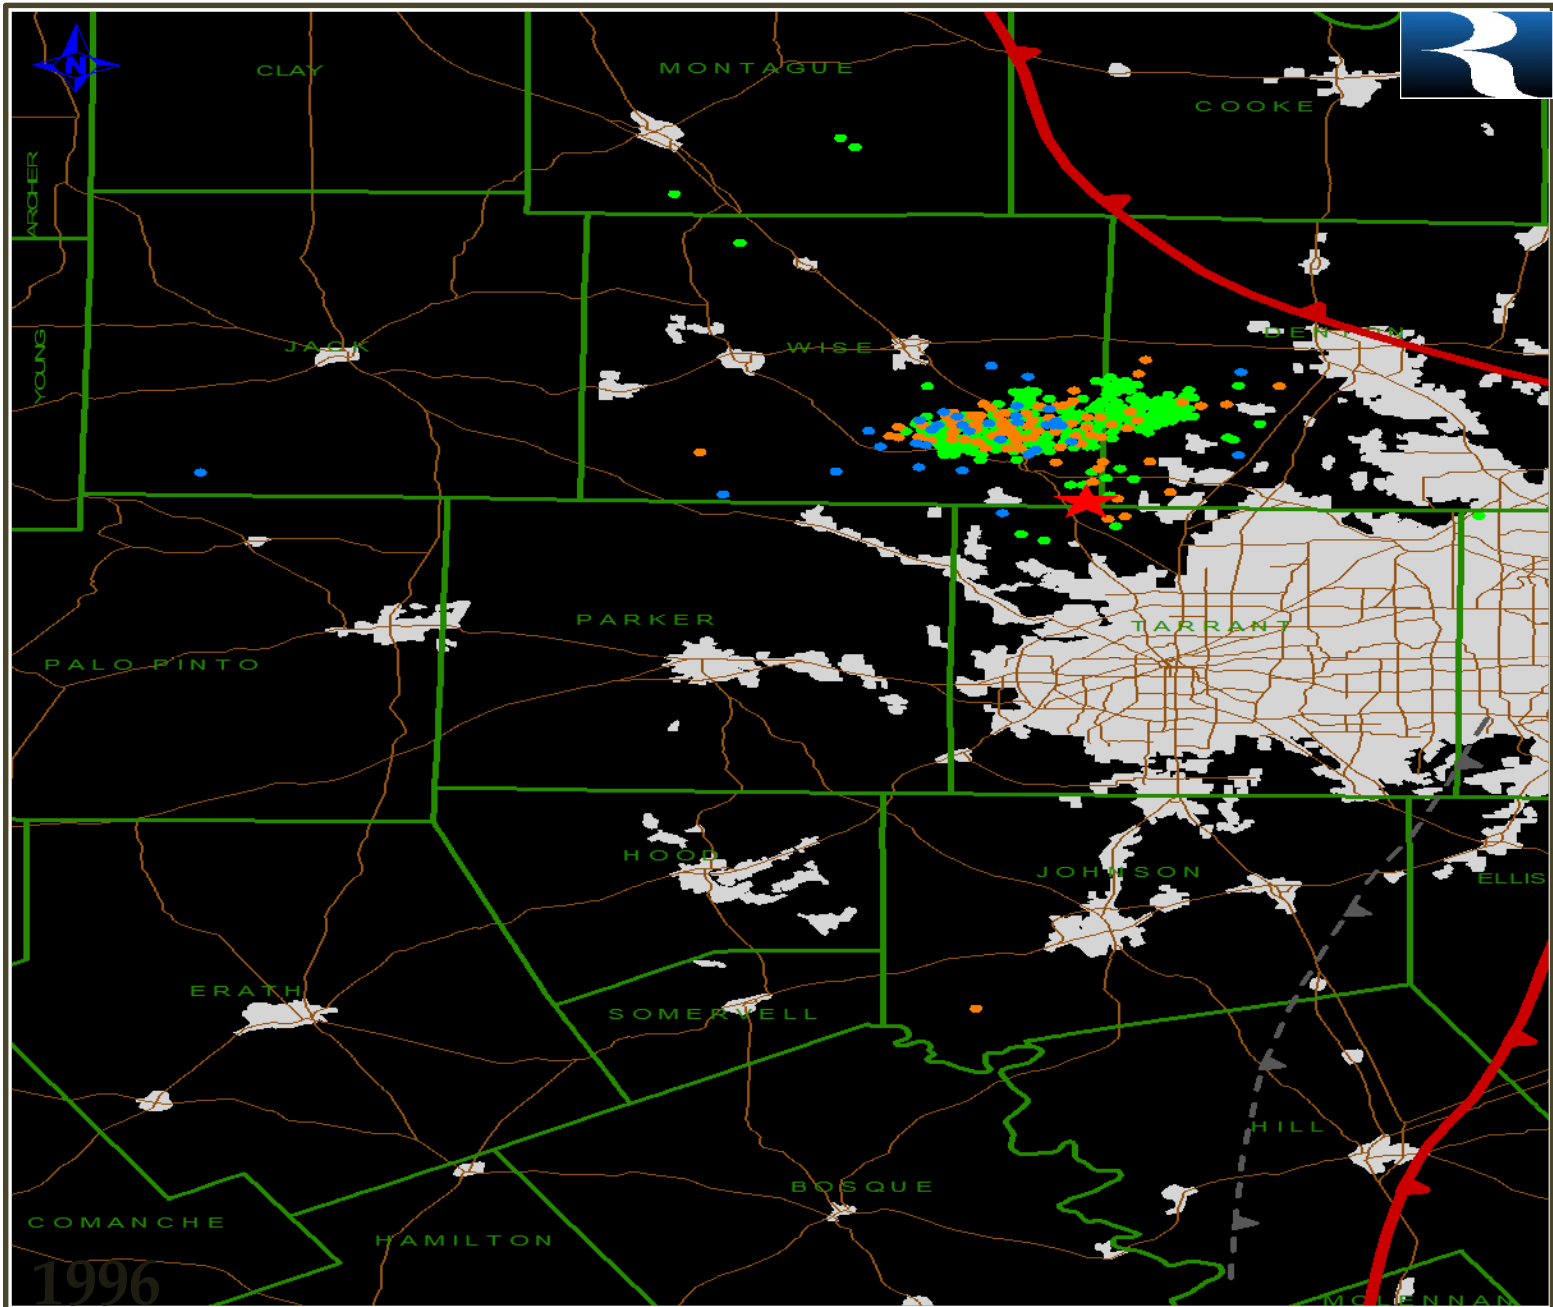 CLAY
MONTAGUE
COOKE
N
ARCHER
YOUNG
JACK
WISE
DENTON
PARKER
TARRANT
PALO PINTO
HOOD
JOHNSON
ELLIS
ERATH
SOMERVELL
HILL
BOSQUE
COMANCHE
HAMILTON
1996
MCLENNAN